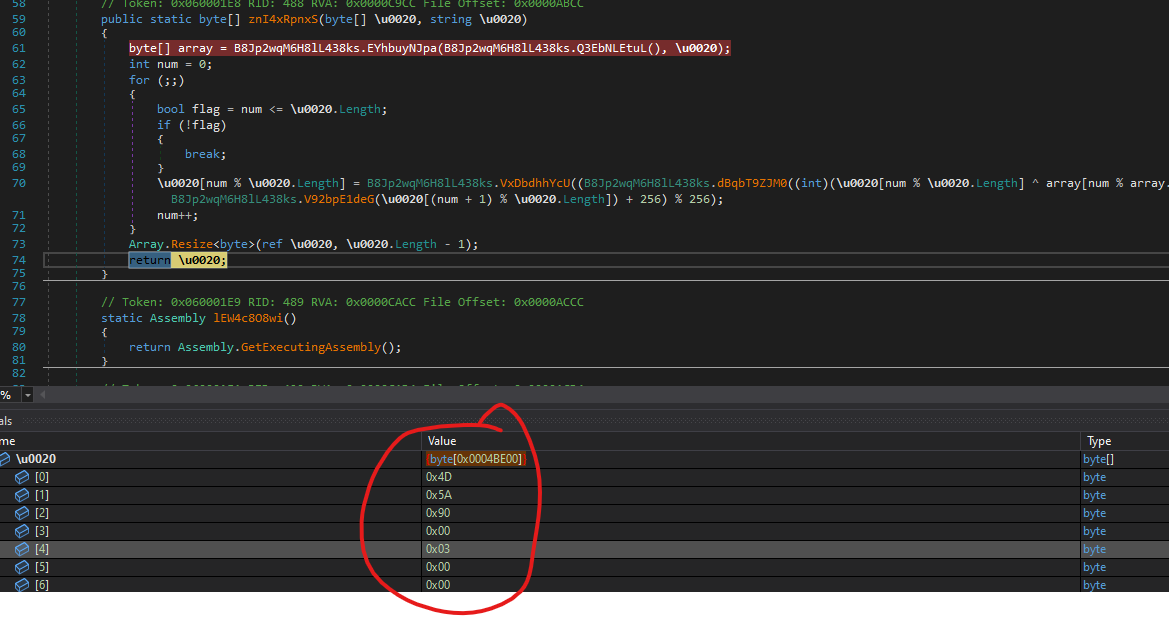 58 // Token: 0x060001E8 RID: 488 RVA: 0x0000C9CC File Offset: 0x0000ABCC
59 public static byte[] znI4xRpnxS(byte[] \u0020, string \u0020)
60 {
61 byte[] array = B8Jp2wqM6H8lL438ks.EYhbuyNJpa(B8Jp2wqM6H8lL438ks.Q3EbNLEtuL(), \u0020);
62 int num = 0;
63 for (;;)
64 {
65 bool flag = num <= \u0020.Length;
66 if (!flag)
67 {
68 break;
69 }
70 \u0020[num % \u0020.Length] = B8Jp2wqM6H8lL438ks.VxDbdhhYcU((B8Jp2wqM6H8lL438ks.dBqbT9ZJM0((int)(\u0020[num % \u0020.Length] ^ array[num % array.
B8Jp2wqM6H8lL438ks.V92bpE1deG(\u0020[(num + 1) % \u0020.Length]) + 256) % 256);
71 num++;
72 }
73 Array.Resize<byte>(ref \u0020, \u0020.Length - 1);
74 return \u0020;
75 }
76
77 // Token: 0x060001E9 RID: 489 RVA: 0x0000CACC File Offset: 0x0000ACCC
78 static Assembly lEW4c8O8wi()
79 {
80 return Assembly.GetExecutingAssembly();
81 }
82
%
als
me Value Type
\u0020 byte[0x0004BE00] byte[]
[0] 0x4D byte
[1] 0x5A byte
[2] 0x90 byte
[3] 0x00 byte
[4] 0x03 byte
[5] 0x00 byte
[6] 0x00 byte